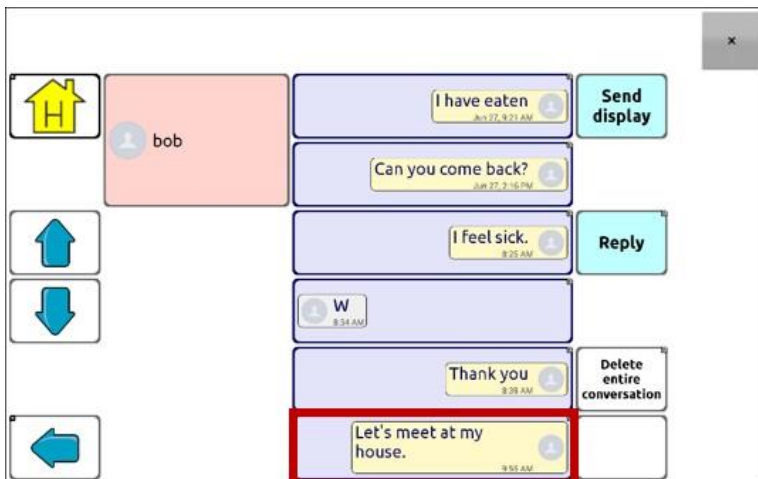 ×
H
bob
I have eaten
Jun 27, 9:21 AM
Send
display
Can you come back?
Jun 27, 2:16 PM
I feel sick.
8:25 AM
Reply
W
8:34 AM
Thank you
8:39 AM
Delete
entire
conversation
Let's meet at my
house.
9:55 AM